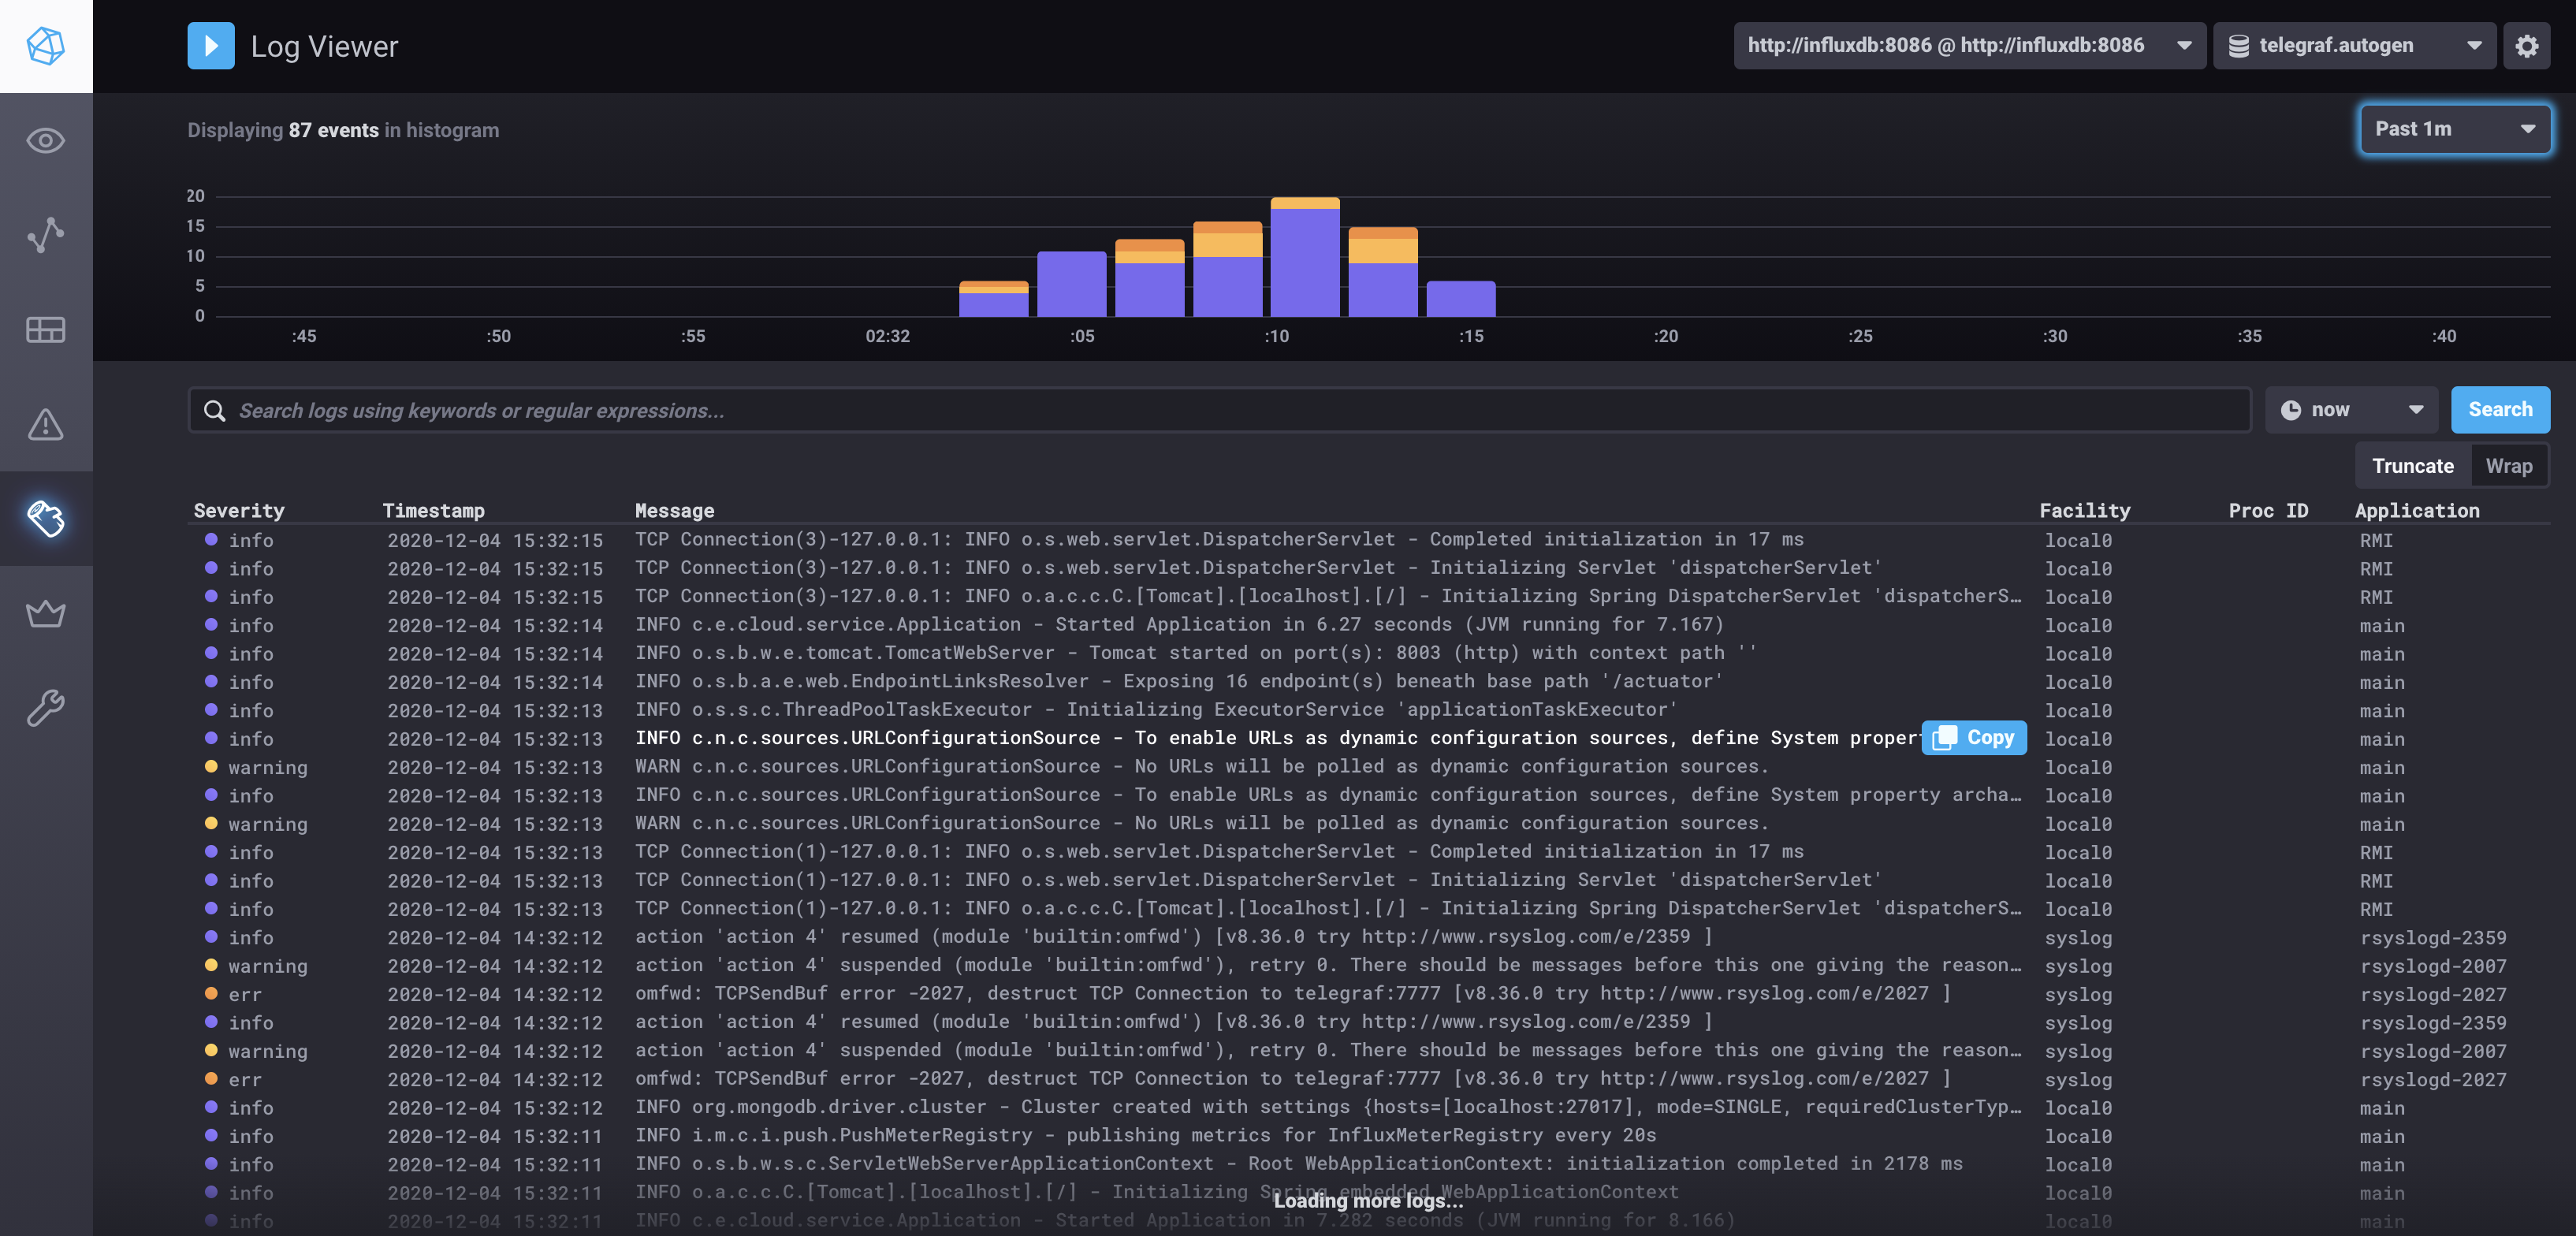 Log Viewer
http://influxdb:8086 @ http://influxdb:8086
telegraf.autogen
Displaying 87 events in histogram
Past 1m
20
15
10
5
0
:45 :50 :55 02:32 :05 :10 :15 :20 :25 :30 :35 :40
Search logs using keywords or regular expressions...
now
Search
Truncate Wrap
Severity Timestamp Message Facility Proc ID Application
info 2020-12-04 15:32:15 TCP Connection(3)-127.0.0.1: INFO o.s.web.servlet.DispatcherServlet - Completed initialization in 17 ms local0 RMI
info 2020-12-04 15:32:15 TCP Connection(3)-127.0.0.1: INFO o.s.web.servlet.DispatcherServlet - Initializing Servlet 'dispatcherServlet' local0 RMI
info 2020-12-04 15:32:15 TCP Connection(3)-127.0.0.1: INFO o.a.c.c.C.[Tomcat].[localhost].[/] - Initializing Spring DispatcherServlet 'dispatcherS… local0 RMI
info 2020-12-04 15:32:14 INFO c.e.cloud.service.Application - Started Application in 6.27 seconds (JVM running for 7.167) local0 main
info 2020-12-04 15:32:14 INFO o.s.b.w.e.tomcat.TomcatWebServer - Tomcat started on port(s): 8003 (http) with context path '' local0 main
info 2020-12-04 15:32:14 INFO o.s.b.a.e.web.EndpointLinksResolver - Exposing 16 endpoint(s) beneath base path '/actuator' local0 main
info 2020-12-04 15:32:13 INFO o.s.s.c.ThreadPoolTaskExecutor - Initializing ExecutorService 'applicationTaskExecutor' local0 main
info 2020-12-04 15:32:13 INFO c.n.c.sources.URLConfigurationSource - To enable URLs as dynamic configuration sources, define System proper Copy local0 main
warning 2020-12-04 15:32:13 WARN c.n.c.sources.URLConfigurationSource - No URLs will be polled as dynamic configuration sources. local0 main
info 2020-12-04 15:32:13 INFO c.n.c.sources.URLConfigurationSource - To enable URLs as dynamic configuration sources, define System property archa… local0 main
warning 2020-12-04 15:32:13 WARN c.n.c.sources.URLConfigurationSource - No URLs will be polled as dynamic configuration sources. local0 main
info 2020-12-04 15:32:13 TCP Connection(1)-127.0.0.1: INFO o.s.web.servlet.DispatcherServlet - Completed initialization in 17 ms local0 RMI
info 2020-12-04 15:32:13 TCP Connection(1)-127.0.0.1: INFO o.s.web.servlet.DispatcherServlet - Initializing Servlet 'dispatcherServlet' local0 RMI
info 2020-12-04 15:32:13 TCP Connection(1)-127.0.0.1: INFO o.a.c.c.C.[Tomcat].[localhost].[/] - Initializing Spring DispatcherServlet 'dispatcherS… local0 RMI
info 2020-12-04 14:32:12 action 'action 4' resumed (module 'builtin:omfwd') [v8.36.0 try http://www.rsyslog.com/e/2359 ] syslog rsyslogd-2359
warning 2020-12-04 14:32:12 action 'action 4' suspended (module 'builtin:omfwd'), retry 0. There should be messages before this one giving the reason… syslog rsyslogd-2007
err 2020-12-04 14:32:12 omfwd: TCPSendBuf error -2027, destruct TCP Connection to telegraf:7777 [v8.36.0 try http://www.rsyslog.com/e/2027 ] syslog rsyslogd-2027
info 2020-12-04 14:32:12 action 'action 4' resumed (module 'builtin:omfwd') [v8.36.0 try http://www.rsyslog.com/e/2359 ] syslog rsyslogd-2359
warning 2020-12-04 14:32:12 action 'action 4' suspended (module 'builtin:omfwd'), retry 0. There should be messages before this one giving the reason… syslog rsyslogd-2007
err 2020-12-04 14:32:12 omfwd: TCPSendBuf error -2027, destruct TCP Connection to telegraf:7777 [v8.36.0 try http://www.rsyslog.com/e/2027 ] syslog rsyslogd-2027
info 2020-12-04 15:32:12 INFO org.mongodb.driver.cluster - Cluster created with settings {hosts=[localhost:27017], mode=SINGLE, requiredClusterTyp… local0 main
info 2020-12-04 15:32:11 INFO i.m.c.i.push.PushMeterRegistry - publishing metrics for InfluxMeterRegistry every 20s local0 main
info 2020-12-04 15:32:11 INFO o.s.b.w.s.c.ServletWebServerApplicationContext - Root WebApplicationContext: initialization completed in 2178 ms local0 main
info 2020-12-04 15:32:11 INFO o.a.c.c.C.[Tomcat].[localhost].[/] - Initializing Spring embedded WebApplicationContext local0 main
Loading more logs...
info 2020-12-04 15:32:11 INFO c.e.cloud.service.Application - Started Application in 7.282 seconds (JVM running for 8.166) local0 main